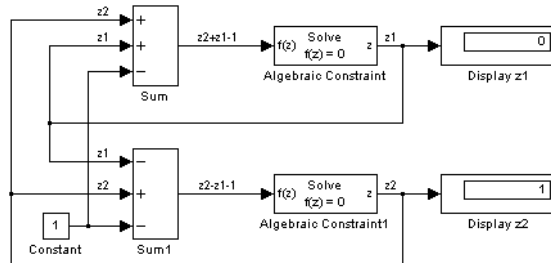 z2
+
z1
+
−
z2+z1-1
Sum
f(z)
Solve
f(z) = 0
z
z1
Algebraic Constraint
0
Display z1
z1
−
z2
+
−
z2-z1-1
Sum1
1
Constant
f(z)
Solve
f(z) = 0
z
z2
Algebraic Constraint1
1
Display z2